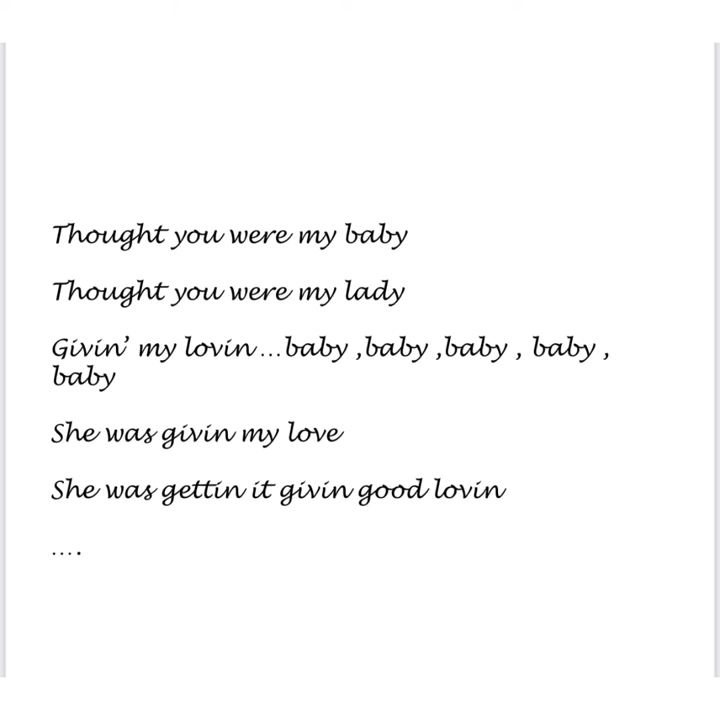 Thought you were my baby
Thought you were my lady
Givin’ my lovin…baby ,baby ,baby , baby ,
baby
She was givin my love
She was gettin it givin good lovin
….